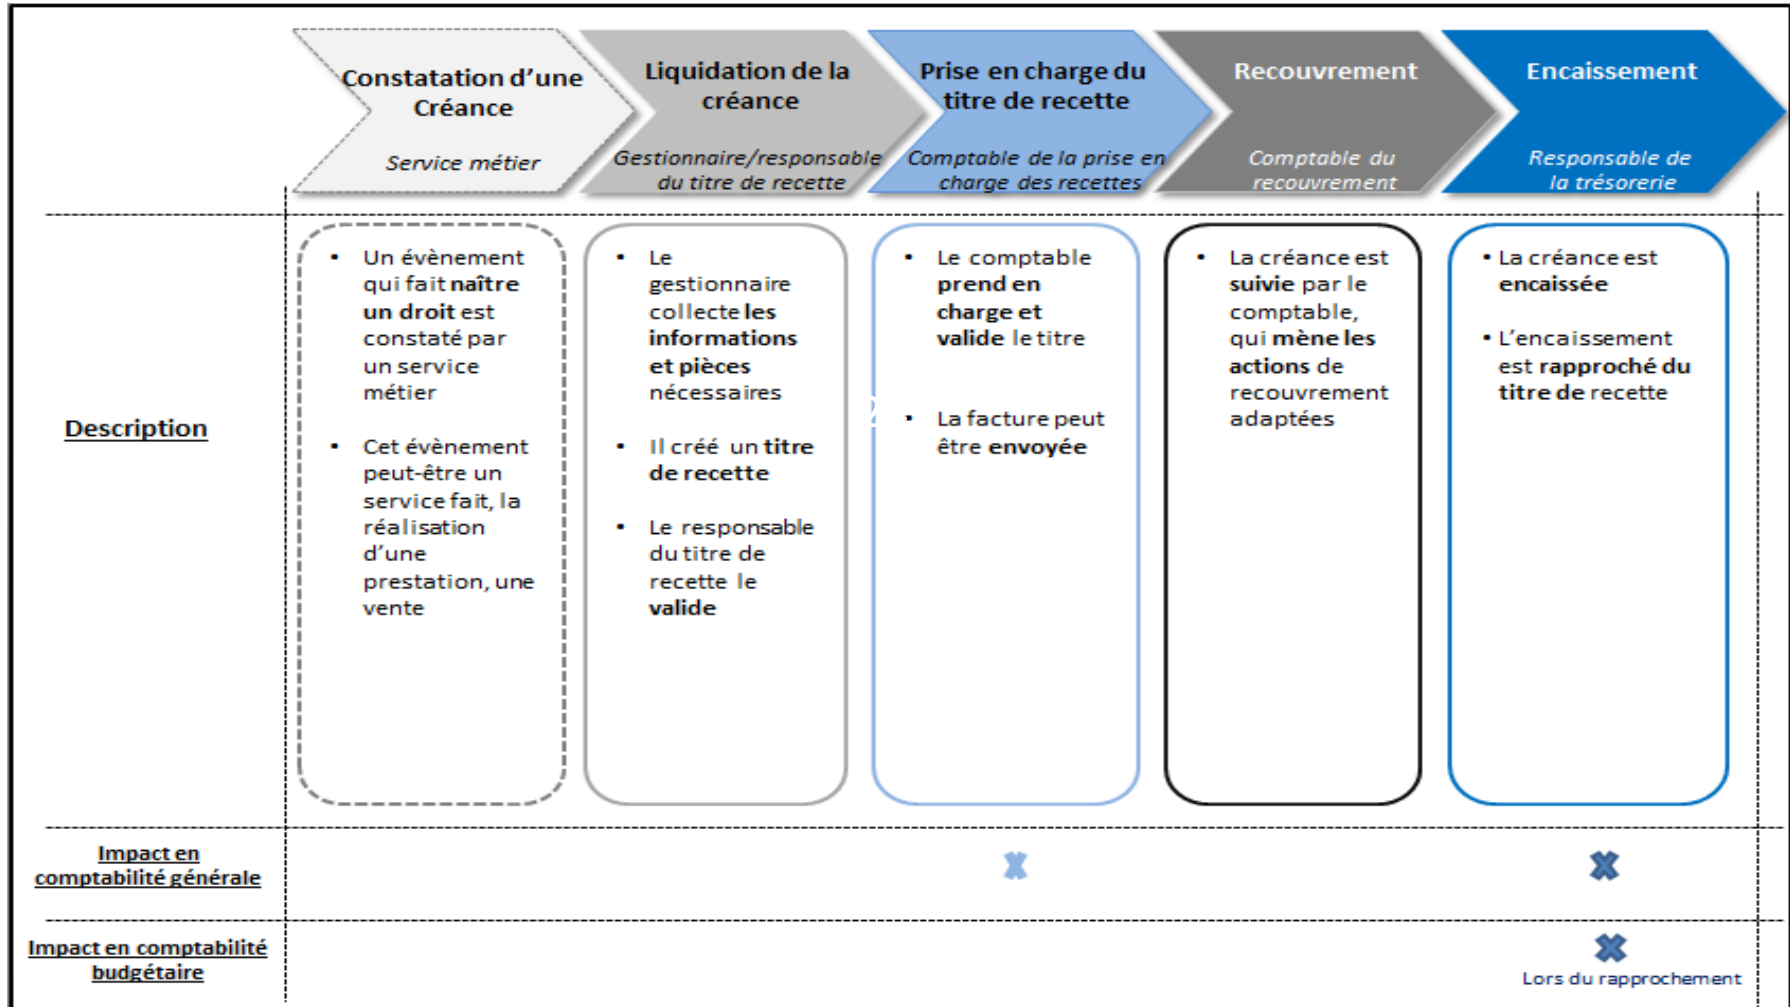 Constatation d’une
Créance
Service métier
Liquidation de la
créance
Gestionnaire/responsable
du titre de recette
Prise en charge du
titre de recette
Comptable de la prise en
charge des recettes
Recouvrement
Comptable du
recouvrement
Encaissement
Responsable de
la trésorerie
Description
• Un évènement
qui fait naître
un droit est
constaté par
un service
métier
• Cet évènement
peut-être un
service fait, la
réalisation
d’une
prestation, une
vente
• Le
gestionnaire
collecte les
informations
et pièces
nécessaires
• Il créé un titre
de recette
• Le responsable
du titre de
recette le
valide
• Le comptable
prend en
charge et
valide le titre
2
• La facture peut
être envoyée
• La créance est
suivie par le
comptable,
qui mène les
actions de
recouvrement
adaptées
• La créance est
encaissée
• L’encaissement
est rapproché du
titre de recette
Impact en
comptabilité générale
Impact en comptabilité
budgétaire
Lors du rapprochement